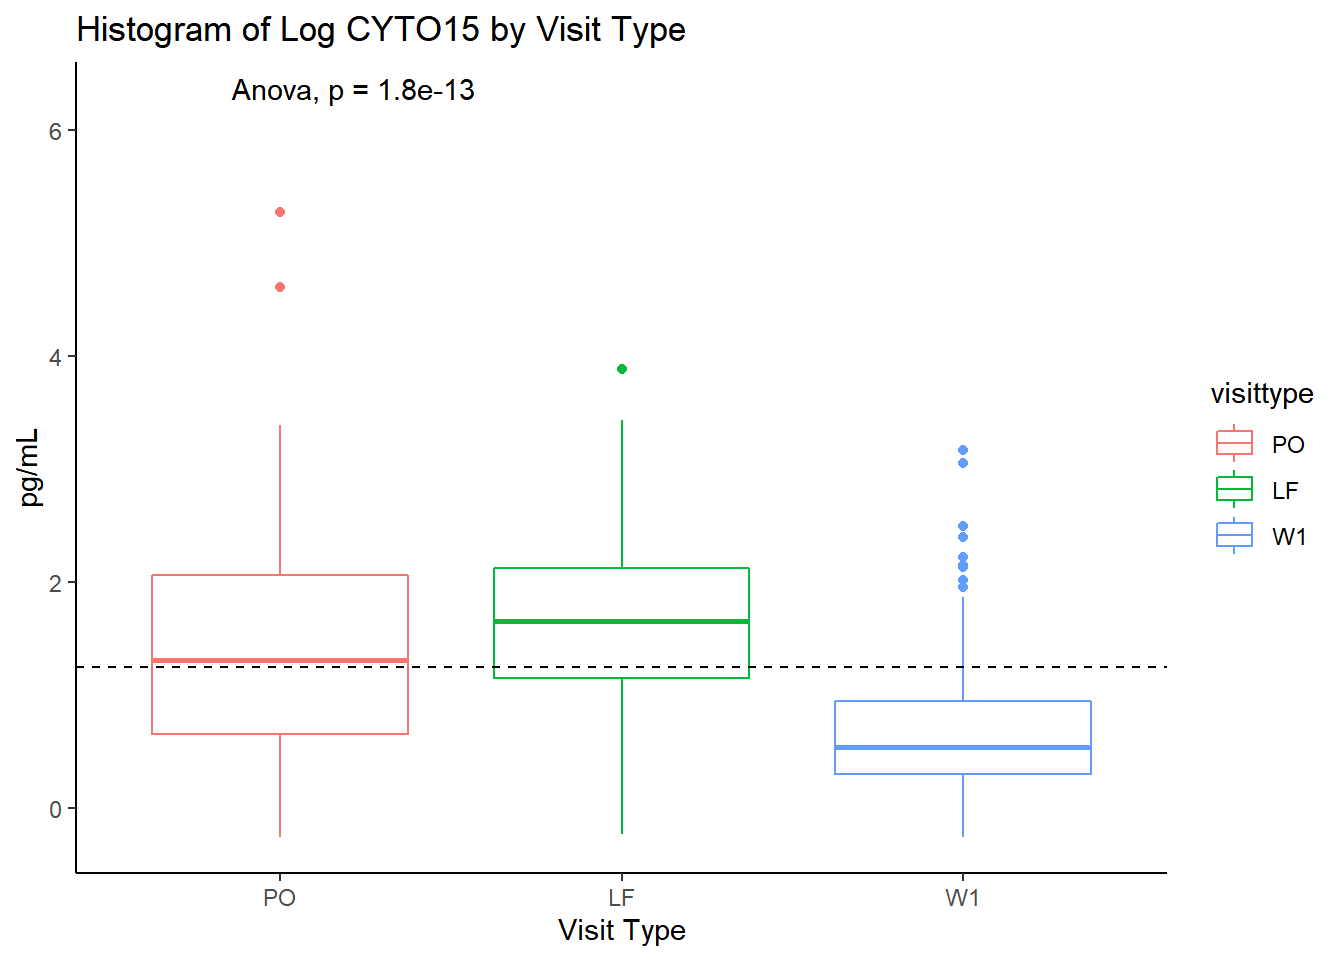 Histogram of Log CYTO15 by Visit Type
Anova, p = 1.8e-13
6
4
2
0
pg/mL
PO
LF
W1
Visit Type
visittype
PO
LF
W1